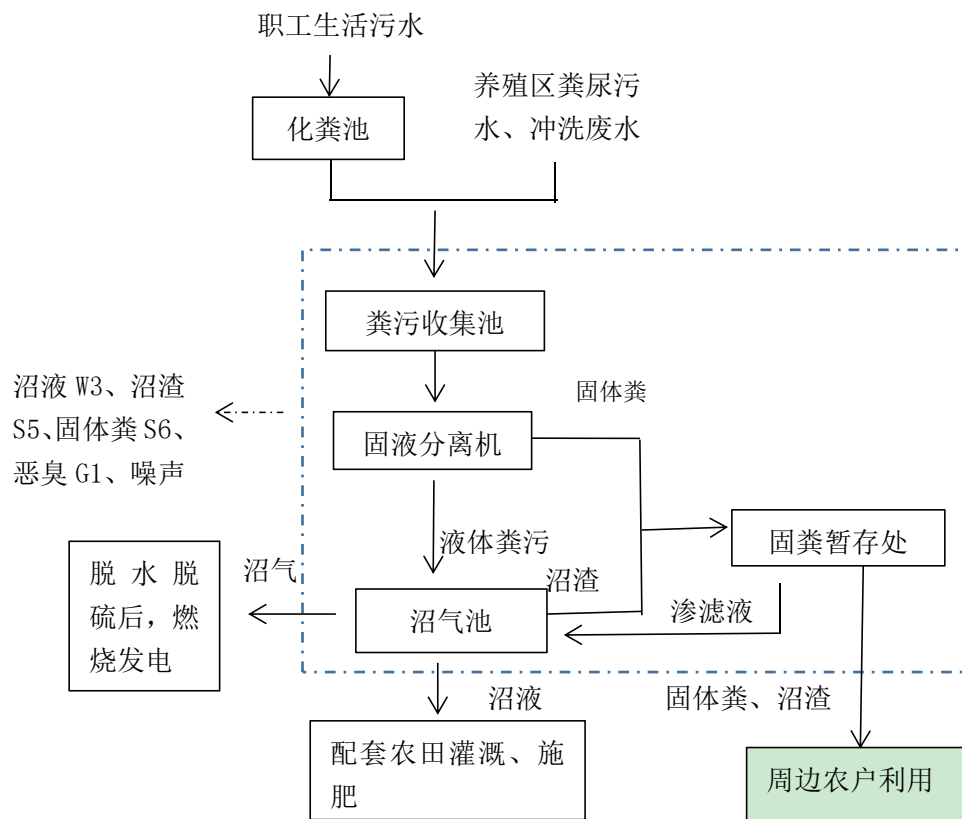 职工生活污水
养殖区粪尿污
水、冲洗废水
化粪池
粪污收集池
沼液 W3、沼渣
S5、固体粪 S6、
恶臭 G1、噪声
固体粪
固液分离机
液体粪污
固粪暂存处
脱水脱
硫后，燃
烧发电
沼气
沼渣
沼气池
渗滤液
沼液
固体粪、沼渣
配套农田灌溉、施
肥
周边农户利用